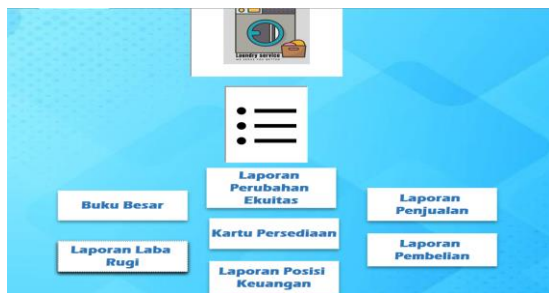 Laundry service
Laporan
Perubahan
Ekuitas
Buku Besar
Laporan
Penjualan
Kartu Persediaan
Laporan Laba
Rugi
Laporan
Pembelian
Laporan Posisi
Keuangan